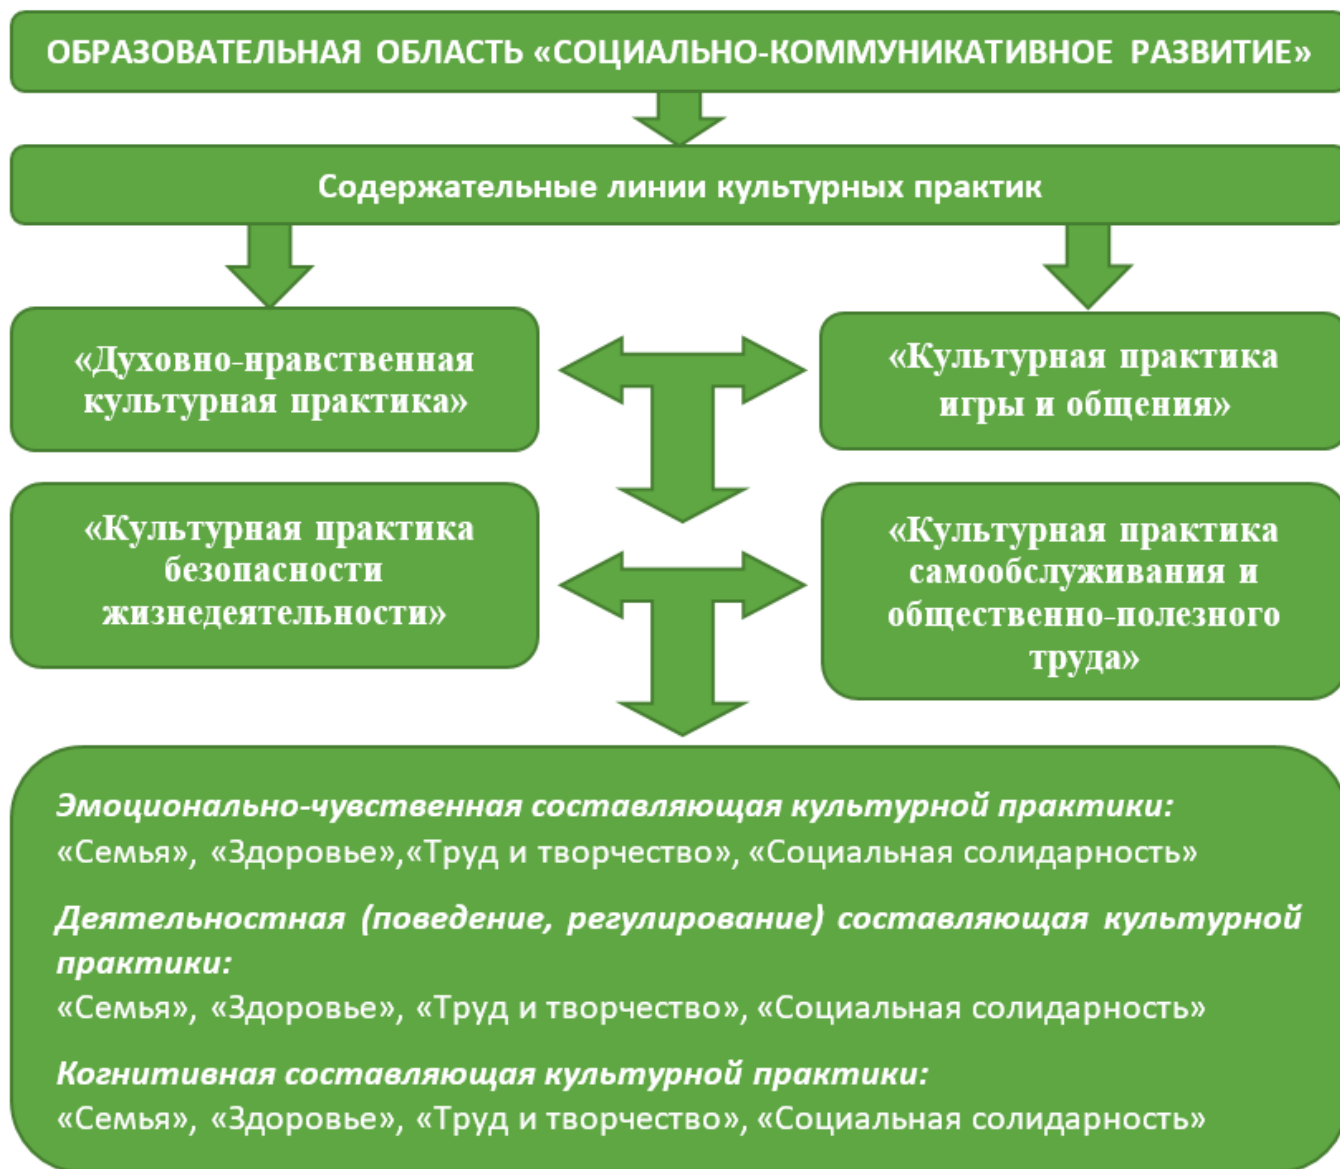 ОБРАЗОВАТЕЛЬНАЯ ОБЛАСТЬ «СОЦИАЛЬНО-КОММУНИКАТИВНОЕ РАЗВИТИЕ»
Содержательные линии культурных практик
«Духовно-нравственная
культурная практика»
«Культурная практика
игры и общения»
«Культурная практика
безопасности
жизнедеятельности»
«Культурная практика
самообслуживания и
общественно-полезного
труда»
Эмоционально-чувственная составляющая культурной практики:
«Семья», «Здоровье»,«Труд и творчество», «Социальная солидарность»
Деятельностная (поведение, регулирование) составляющая культурной
практики:
«Семья», «Здоровье», «Труд и творчество», «Социальная солидарность»
Когнитивная составляющая культурной практики:
«Семья», «Здоровье», «Труд и творчество», «Социальная солидарность»